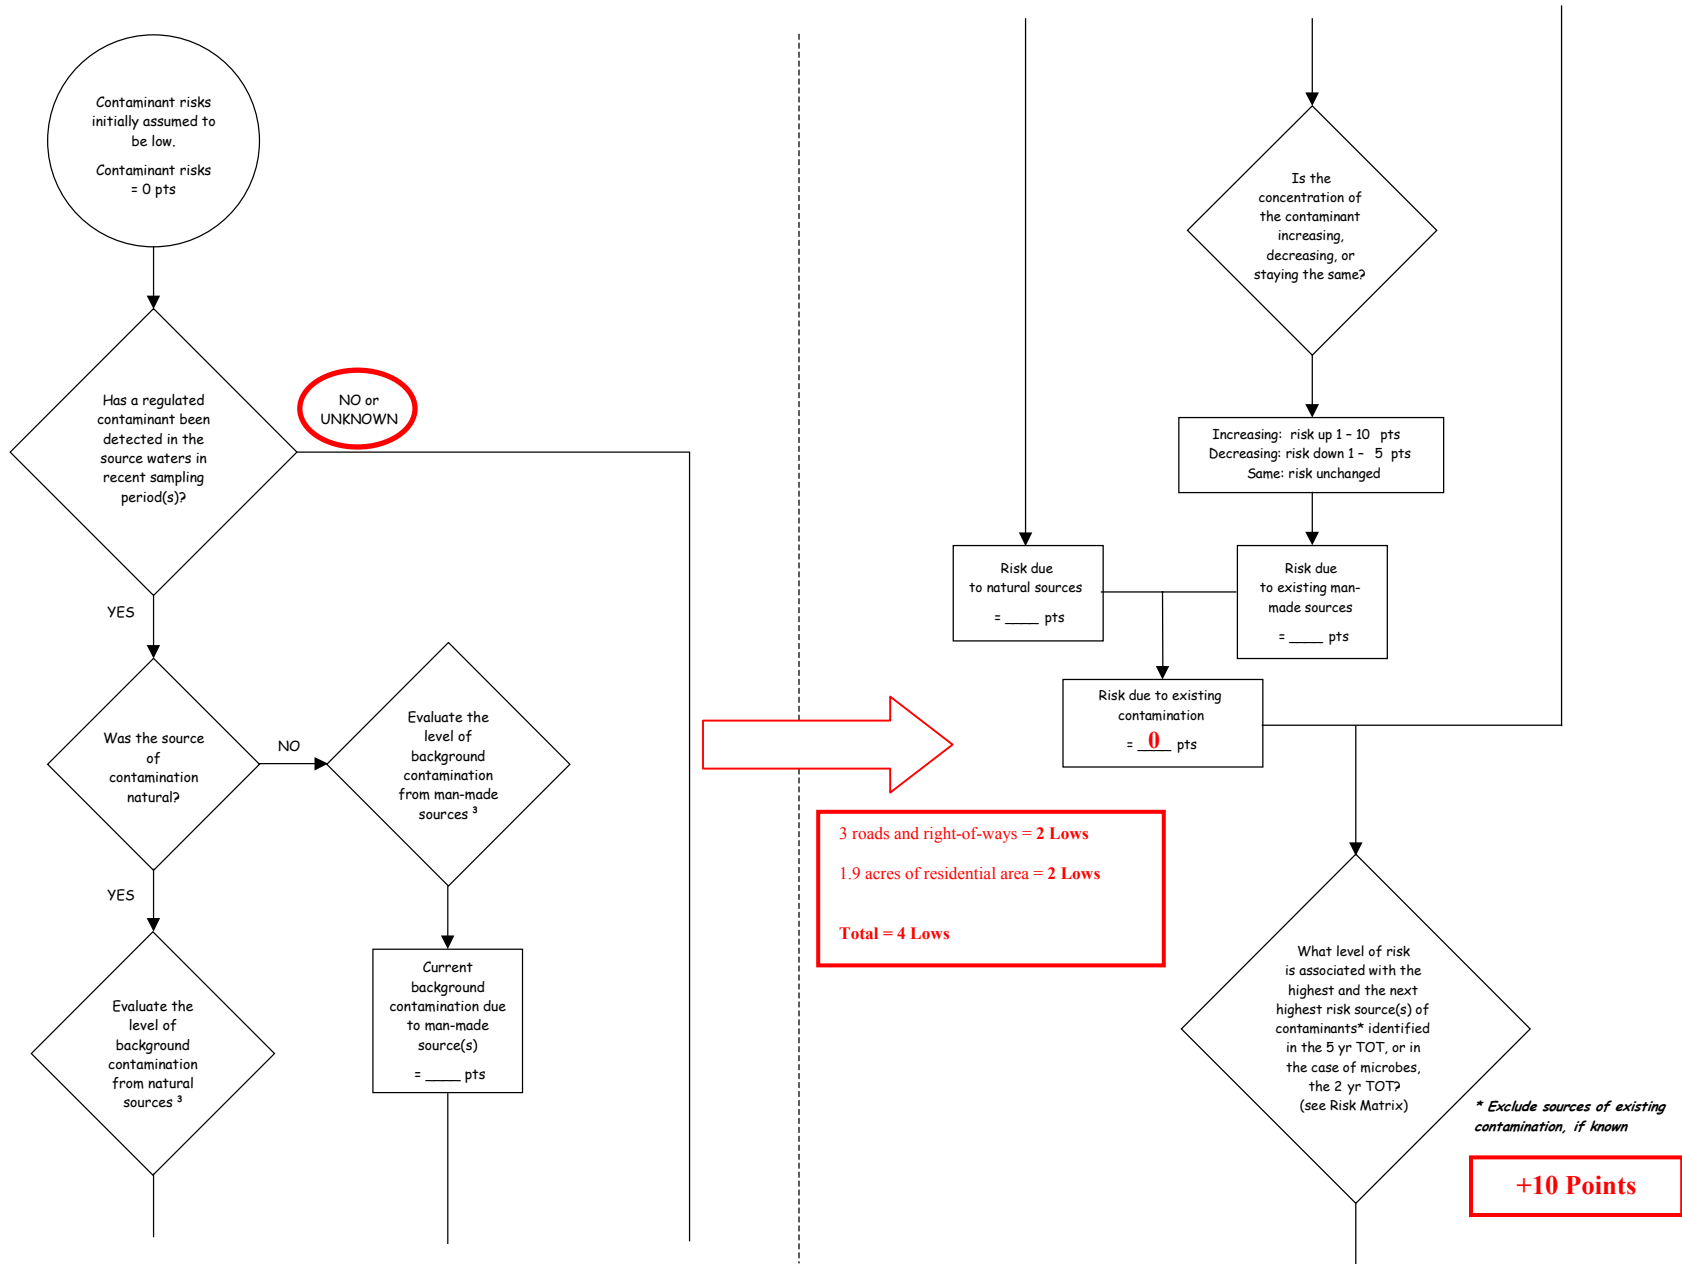 Contaminant risks
initially assumed to
be low.
Contaminant risks
= 0 pts
Has a regulated
contaminant been
detected in the
source waters in
recent sampling
period(s)?
NO or
UNKNOWN
YES
Was the source
of
contamination
natural?
NO
Evaluate the
level of
background
contamination
from man-made
sources ³
YES
Evaluate the
level of
background
contamination
from natural
sources ³
Current
background
contamination due
to man-made
source(s)
= ____ pts
Is the
concentration of
the contaminant
increasing,
decreasing, or
staying the same?
Increasing: risk up 1 – 10 pts
Decreasing: risk down 1 – 5 pts
Same: risk unchanged
Risk due
to natural sources
= ____ pts
Risk due
to existing man-
made sources
= ____ pts
Risk due to existing
contamination
= __0__ pts
3 roads and right-of-ways = 2 Lows
1.9 acres of residential area = 2 Lows
Total = 4 Lows
What level of risk
is associated with the
highest and the next
highest risk source(s) of
contaminants* identified
in the 5 yr TOT, or in
the case of microbes,
the 2 yr TOT?
(see Risk Matrix)
* Exclude sources of existing
contamination, if known
+10 Points